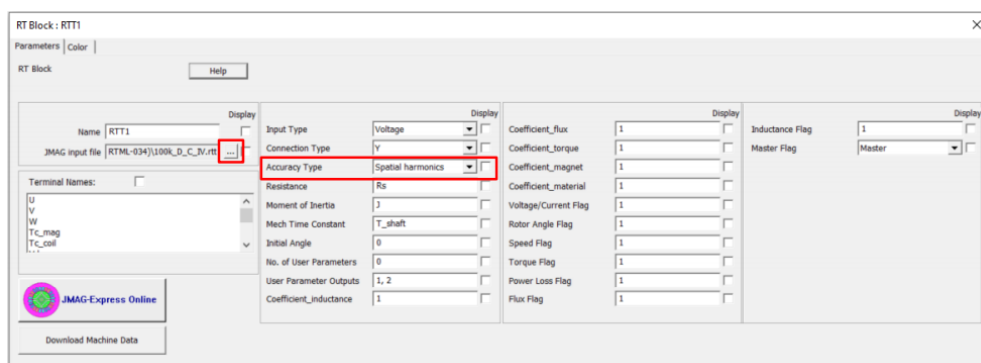 RT Block : RTT1
Parameters Color
RT Block Help
Display
Name RTT1
JMAG input file RTML-034]\100k_D_C_IV.rtt ...
Terminal Names:
U
V
W
Tc_mag
Tc_coil
JMAG-Express Online
Download Machine Data
Display
Input Type Voltage
Connection Type Y
Accuracy Type Spatial harmonics
Resistance Rs
Moment of Inertia J
Mech Time Constant T_shaft
Initial Angle 0
No. of User Parameters 0
User Parameter Outputs 1, 2
Coefficient_inductance 1
Display
Coefficient_flux 1
Coefficient_torque 1
Coefficient_magnet 1
Coefficient_material 1
Voltage/Current Flag 1
Rotor Angle Flag 1
Speed Flag 1
Torque Flag 1
Power Loss Flag 1
Flux Flag 1
Display
Inductance Flag 1
Master Flag Master